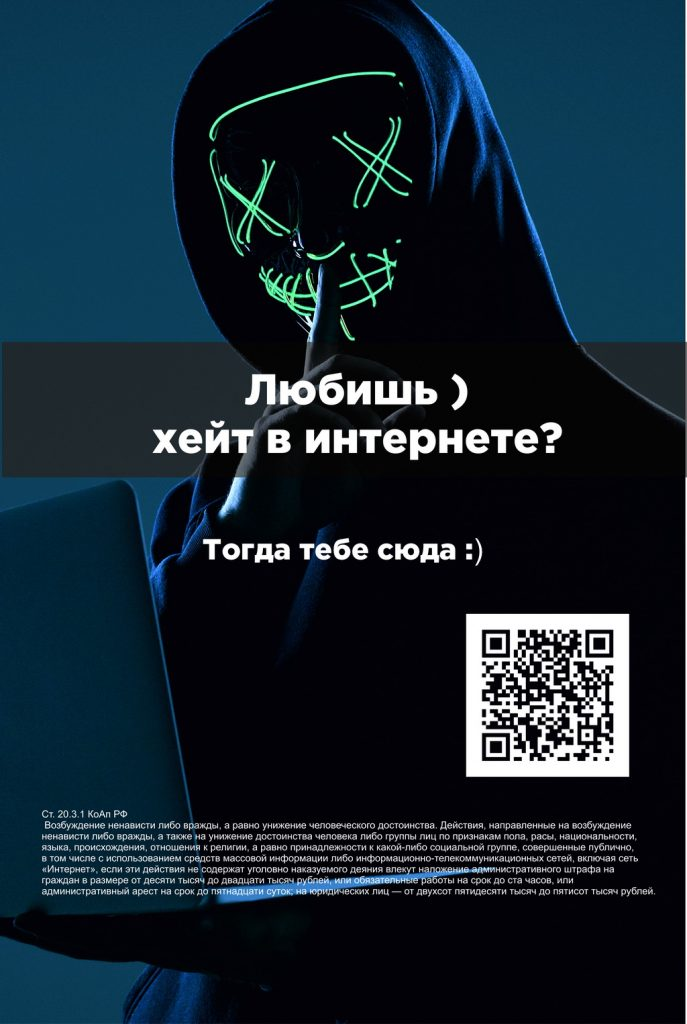 Любишь )
хейт в интернете?
Тогда тебе сюда :)
Ст. 20.3.1 КоАп РФ
Возбуждение ненависти либо вражды, а равно унижение человеческого достоинства. Действия, направленные на возбуждение
ненависти либо вражды, а также на унижение достоинства человека либо группы лиц по признакам пола, расы, национальности,
языка, происхождения, отношения к религии, а равно принадлежности к какой-либо социальной группе, совершенные публично,
в том числе с использованием средств массовой информации либо информационно-телекоммуникационных сетей, включая сеть
«Интернет», если эти действия не содержат уголовно наказуемого деяния влекут наложение административного штрафа на
граждан в размере от десяти тысяч до двадцати тысяч рублей, или обязательные работы на срок до ста часов, или
административный арест на срок до пятнадцати суток; на юридических лиц — от двухсот пятидесяти тысяч до пятисот тысяч рублей.